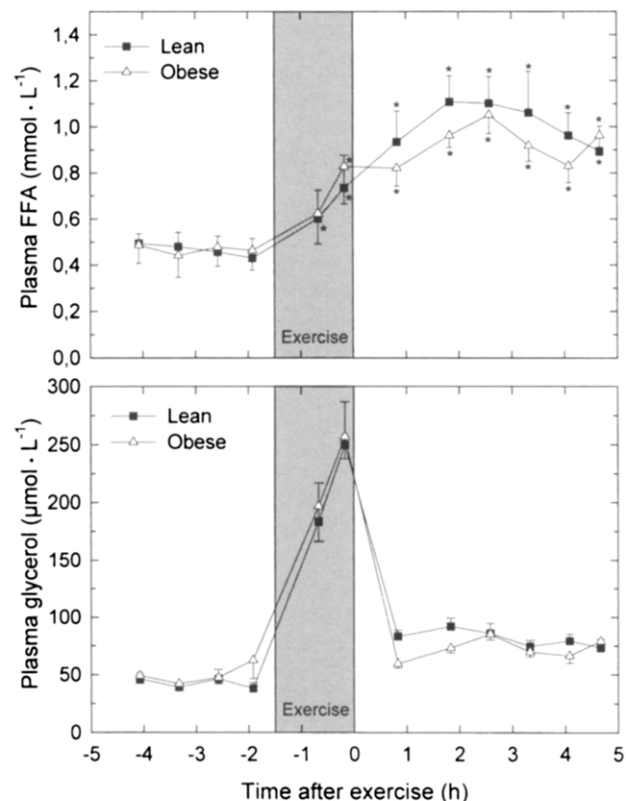 1,5
1,2
1,0
0,8
0,6
0,4
0,2
0,0
Plasma FFA (mmol · L⁻¹)
Lean
Obese
* * * * * *
* * * * * *
* * *
Exercise
300
250
200
150
100
50
0
Plasma glycerol (µmol · L⁻¹)
Lean
Obese
Exercise
-5 -4 -3 -2 -1 0 1 2 3 4 5
Time after exercise (h)